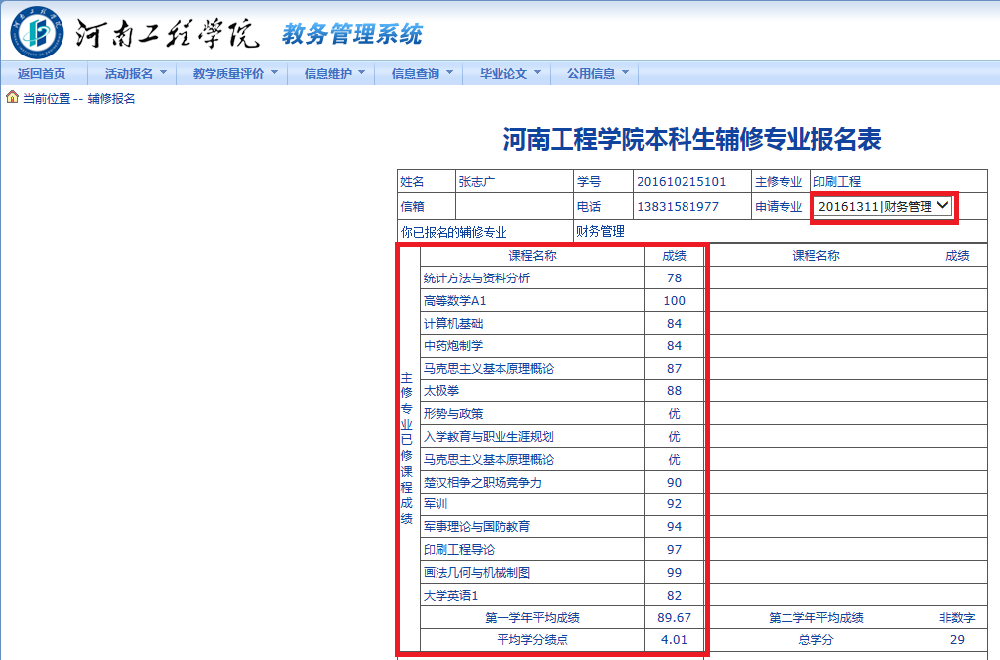 河南工程学院 教务管理系统
返回首页 活动报名 教学质量评价 信息维护 信息查询 毕业论文 公用信息
当前位置 -- 辅修报名
河南工程学院本科生辅修专业报名表
姓名 张志广 学号 201610215101 主修专业 印刷工程
信箱 电话 13831581977 申请专业 20161311|财务管理
你已报名的辅修专业 财务管理
主修专业已修课程成绩
课程名称 成绩 课程名称 成绩
统计方法与资料分析 78
高等数学A1 100
计算机基础 84
中药炮制学 84
马克思主义基本原理概论 87
太极拳 88
形势与政策 优
入学教育与职业生涯规划 优
马克思主义基本原理概论 优
楚汉相争之职场竞争力 90
军训 92
军事理论与国防教育 94
印刷工程导论 97
画法几何与机械制图 99
大学英语1 82
第一学年平均成绩 89.67 第二学年平均成绩 非数字
平均学分绩点 4.01 总学分 29